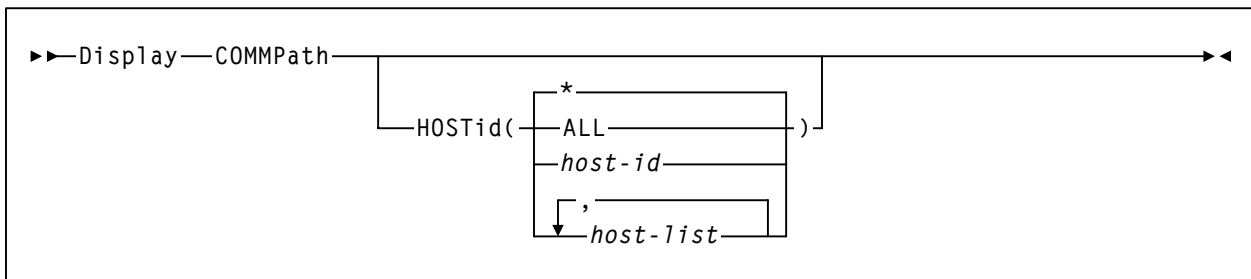 Display COMMPath
*
HOSTid( ALL )
host-id
,
host-list